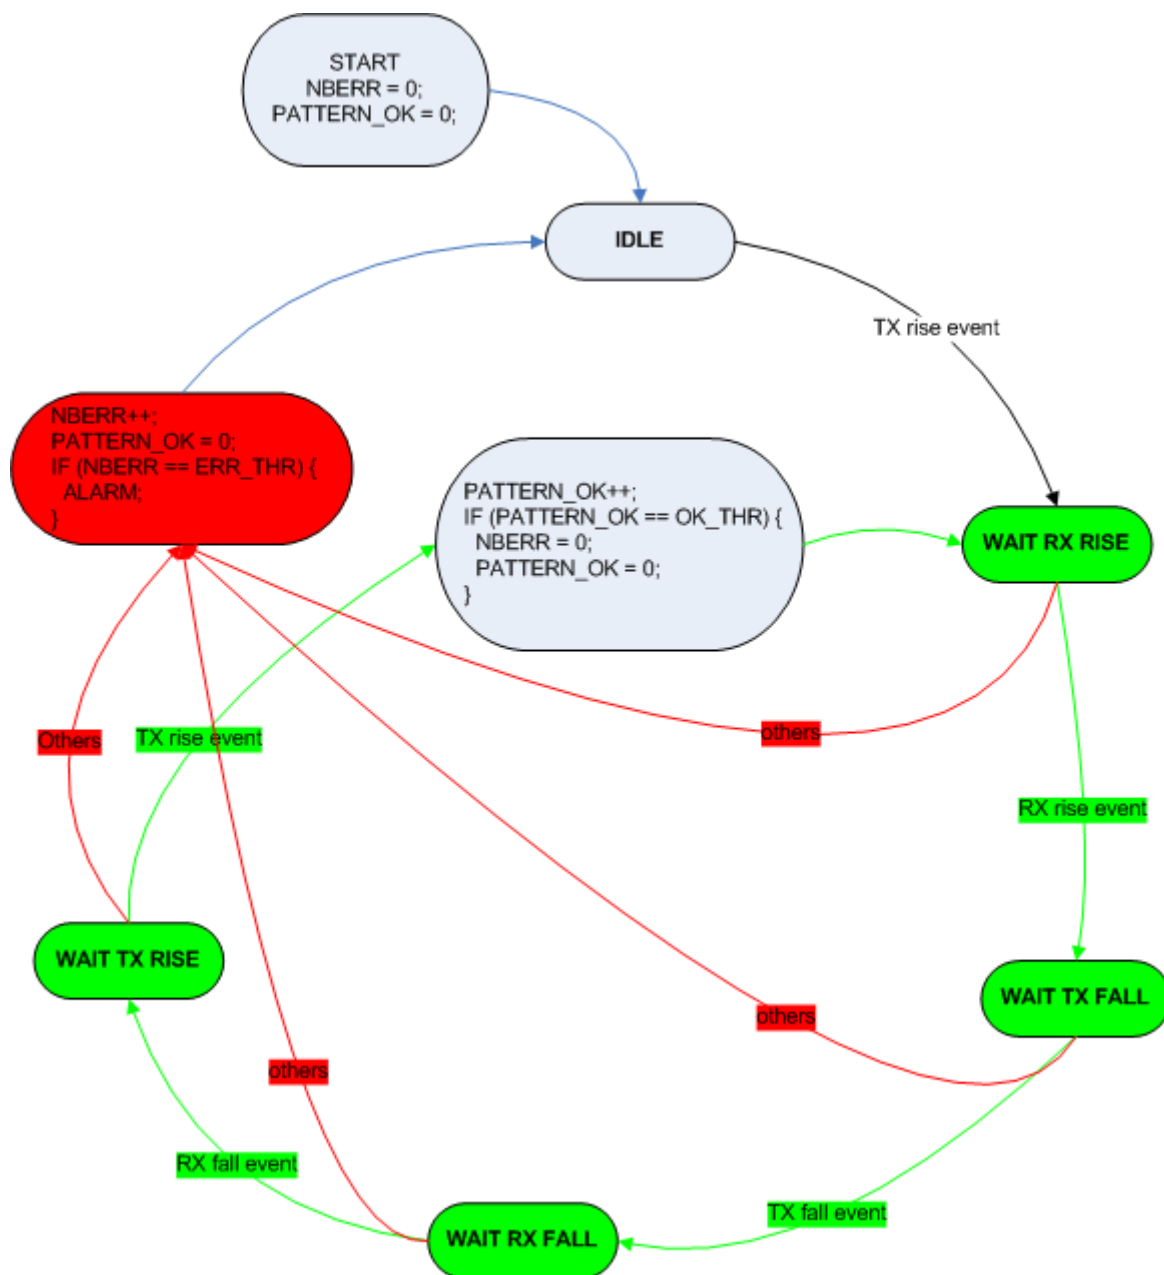 START
NBERR = 0;
PATTERN_OK = 0;
IDLE
TX rise event
NBERR++;
PATTERN_OK = 0;
IF (NBERR == ERR_THR) {
ALARM;
}
PATTERN_OK++;
IF (PATTERN_OK == OK_THR) {
NBERR = 0;
PATTERN_OK = 0;
}
WAIT RX RISE
Others
TX rise event
others
RX rise event
WAIT TX RISE
WAIT TX FALL
others
others
RX fall event
TX fall event
WAIT RX FALL